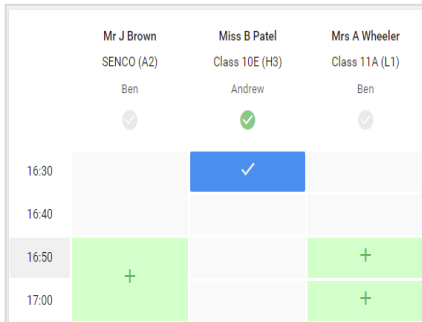 Mr J Brown Miss B Patel Mrs A Wheeler
SENCO (A2) Class 10E (H3) Class 11A (L1)
Ben Andrew Ben
16:30
16:40
16:50 +
+
17:00 +